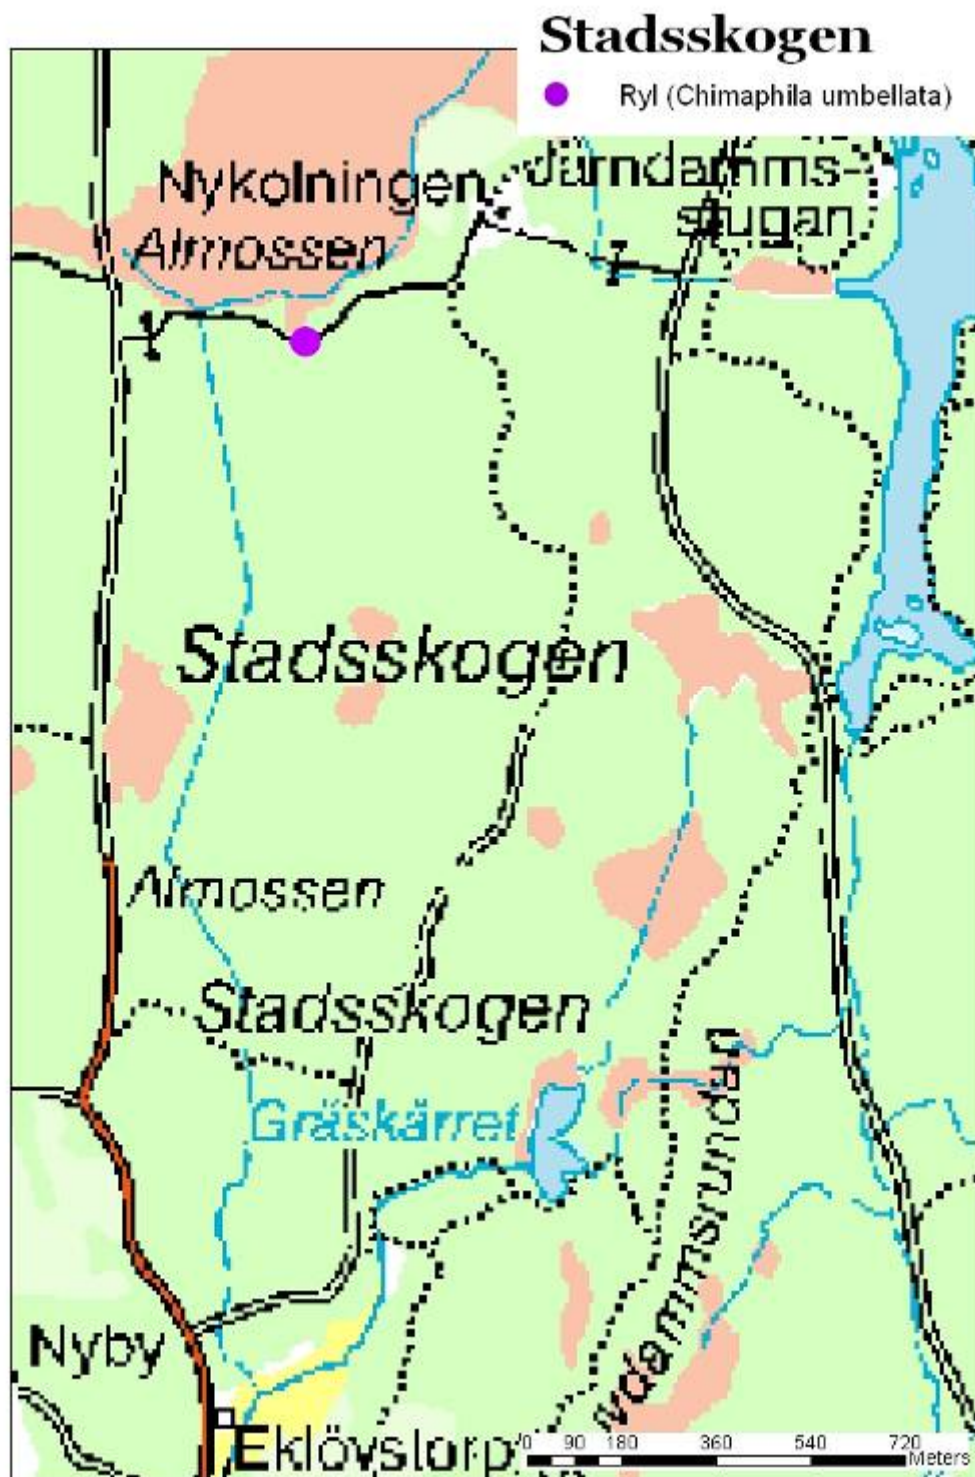 Stadsskogen
Ryl (Chimaphila umbellata)
Nykolningen
Järndamms-
stugan
Almossen
Stadsskogen
Almossen
Stadsskogen
Gräskärret
Nyby
Eklövstorp
0 90 180 360 540 720
Meters